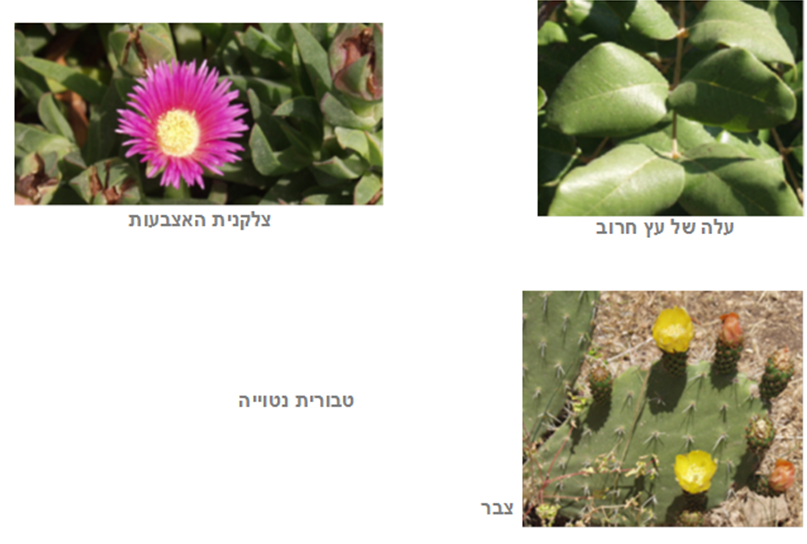 צלקנית האצבעות
עלה של עץ חרוב
טבורית נטוייה
צבר